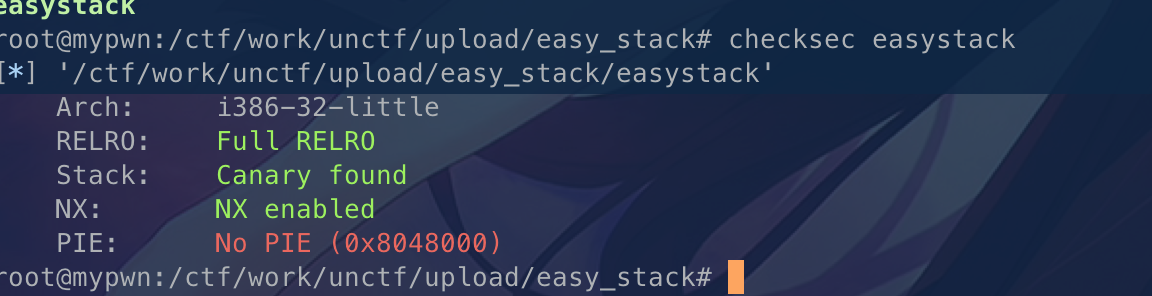 easystack
root@mypwn:/ctf/work/unctf/upload/easy_stack# checksec easystack
[*] '/ctf/work/unctf/upload/easy_stack/easystack'
Arch: i386-32-little
RELRO: Full RELRO
Stack: Canary found
NX: NX enabled
PIE: No PIE (0x8048000)
root@mypwn:/ctf/work/unctf/upload/easy_stack#